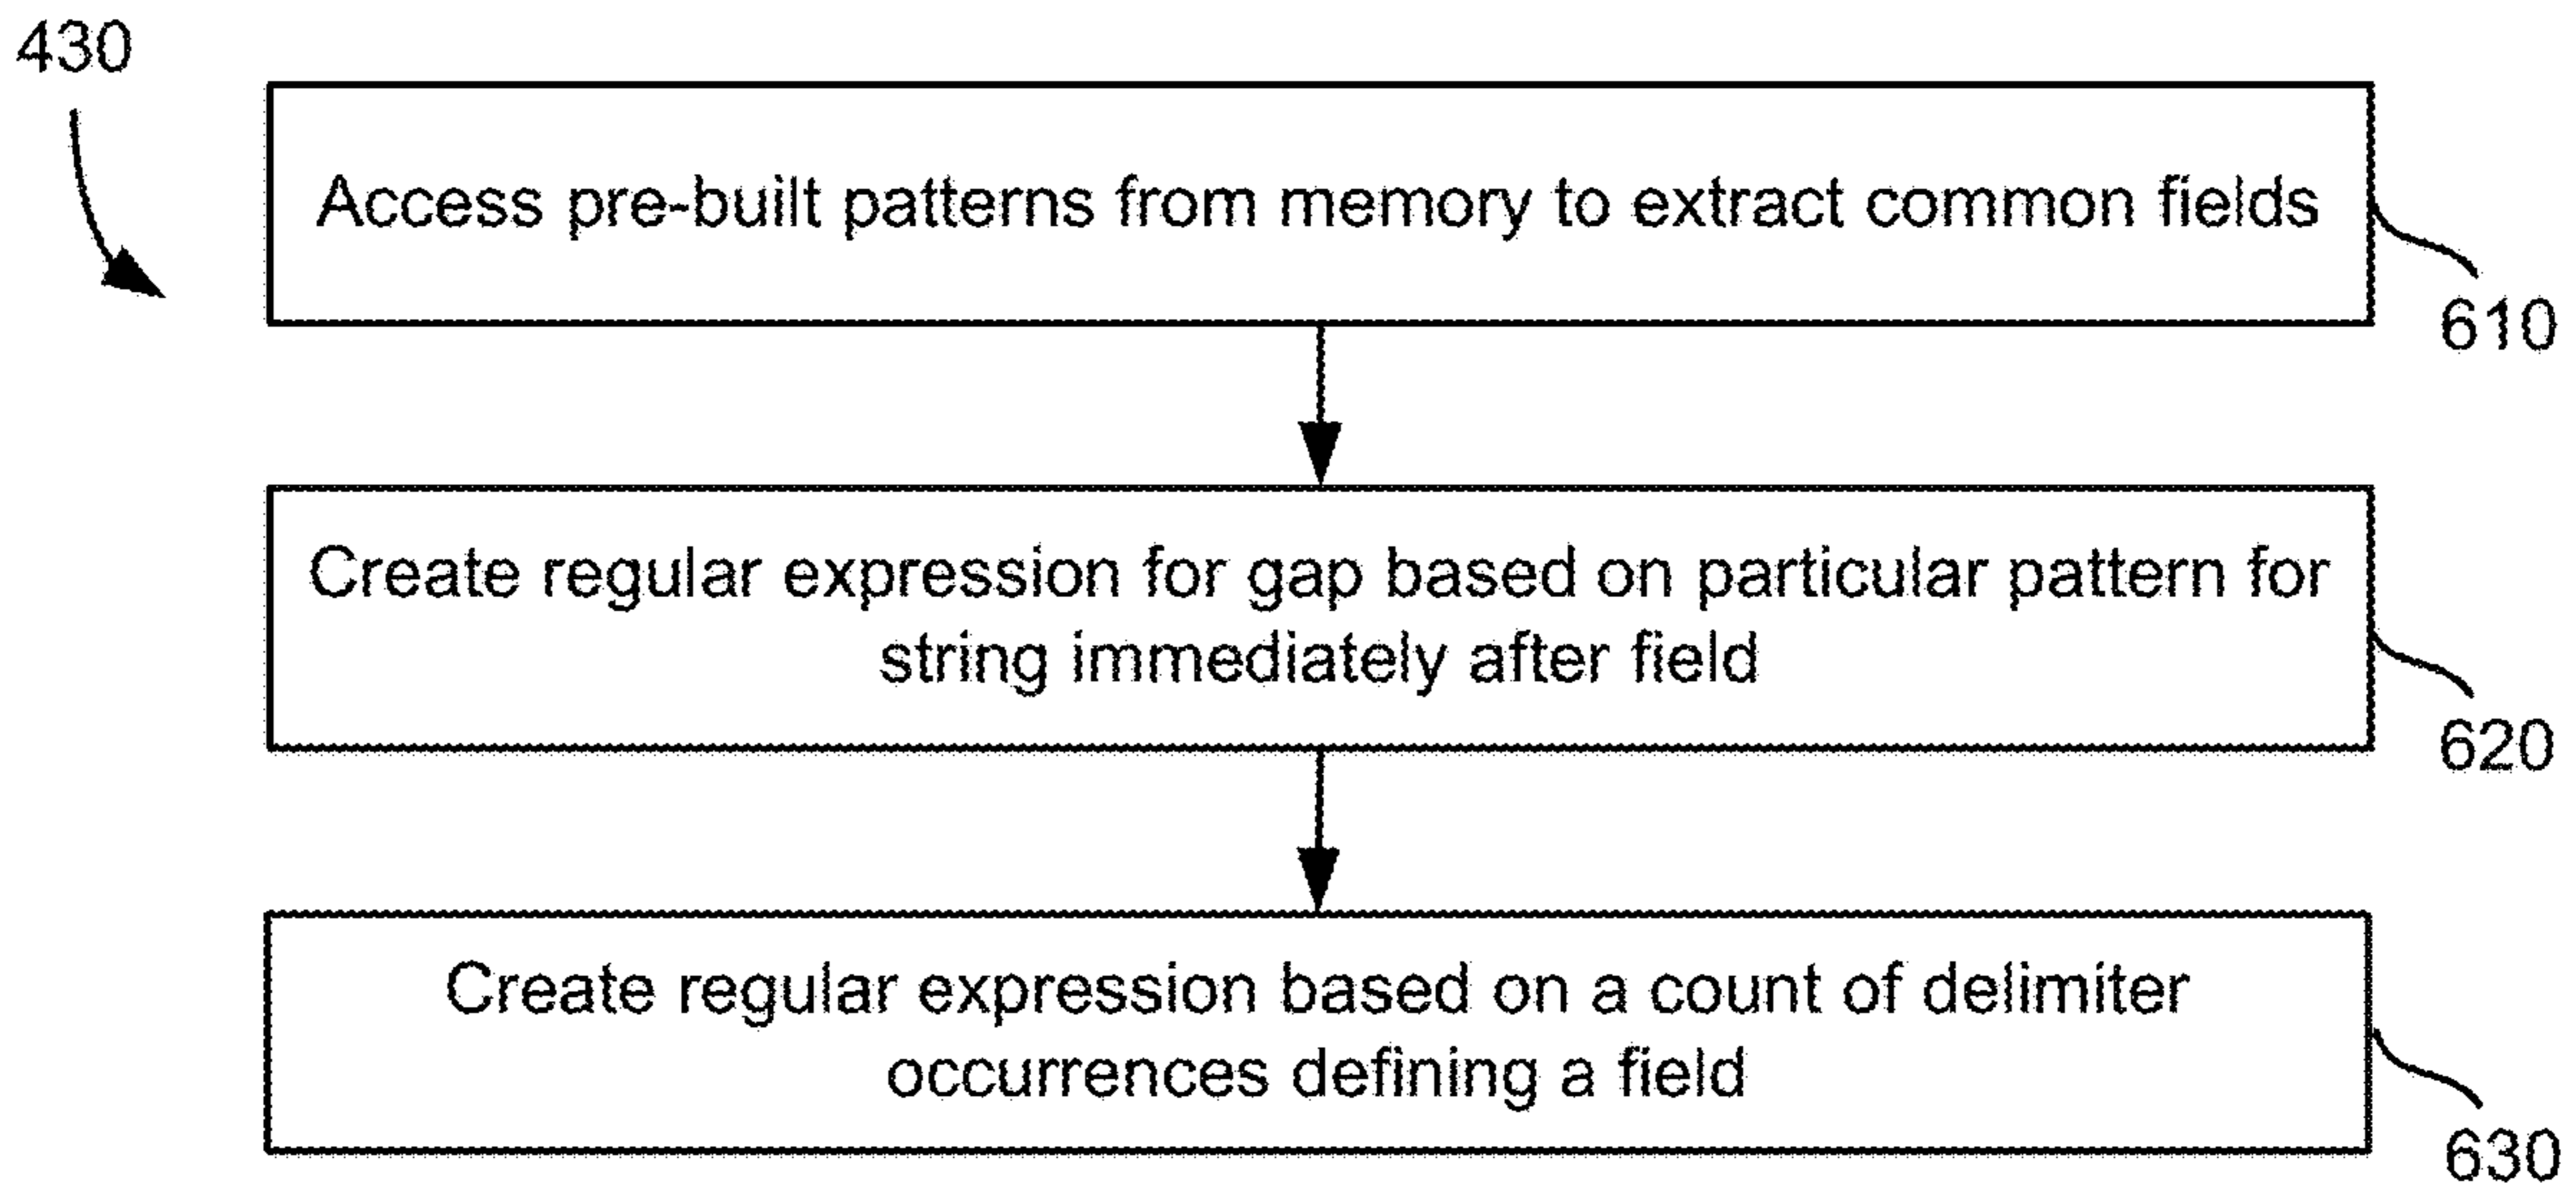 430
Access pre-built patterns from memory to extract common fields
610
Create regular expression for gap based on particular pattern for
string immediately after field
620
Create regular expression based on a count of delimiter
occurrences defining a field
630